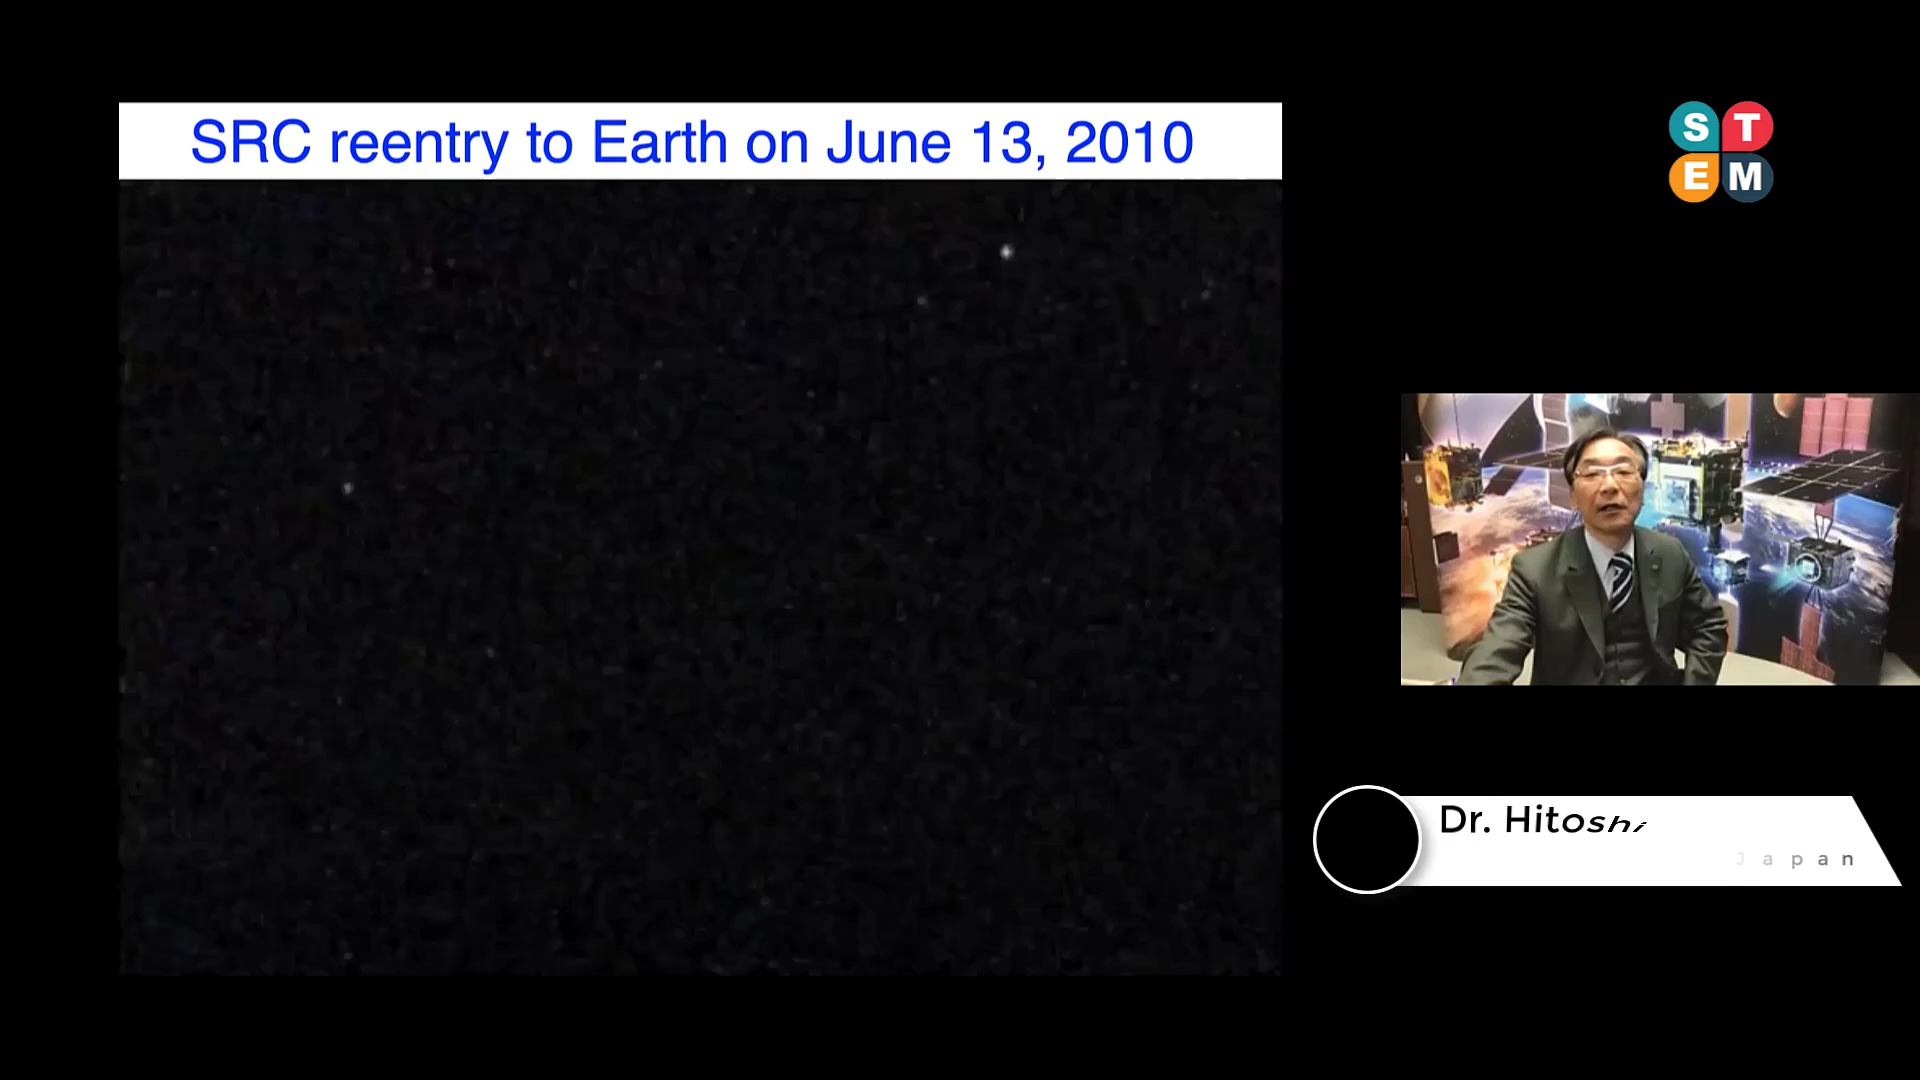 SRC reentry to Earth on June 13, 2010
S T
E M
Dr. Hitoshi
Japan